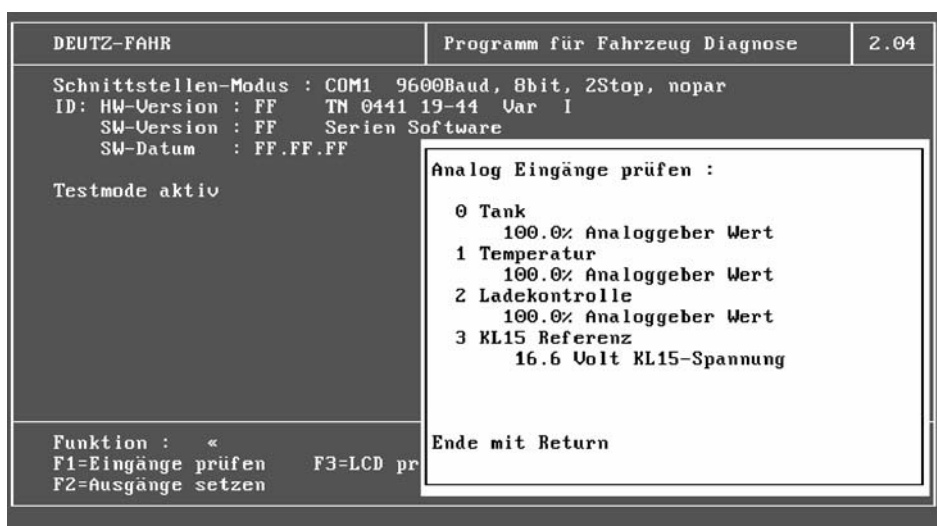 DEUTZ-FAHR
Programm für Fahrzeug Diagnose
2.04
Schnittstellen-Modus : COM1 9600Baud, 8bit, 2Stop, nopar
ID: HW-Version : FF TN 0441 19-44 Var I
SW-Version : FF Serien Software
SW-Datum : FF.FF.FF
Testmode aktiv
Analog Eingänge prüfen :
0 Tank
100.0% Analoggeber Wert
1 Temperatur
100.0% Analoggeber Wert
2 Ladekontrolle
100.0% Analoggeber Wert
3 KL15 Referenz
16.6 Volt KL15-Spannung
Ende mit Return
Funktion : «
F1=Eingänge prüfen F3=LCD pr
F2=Ausgänge setzen